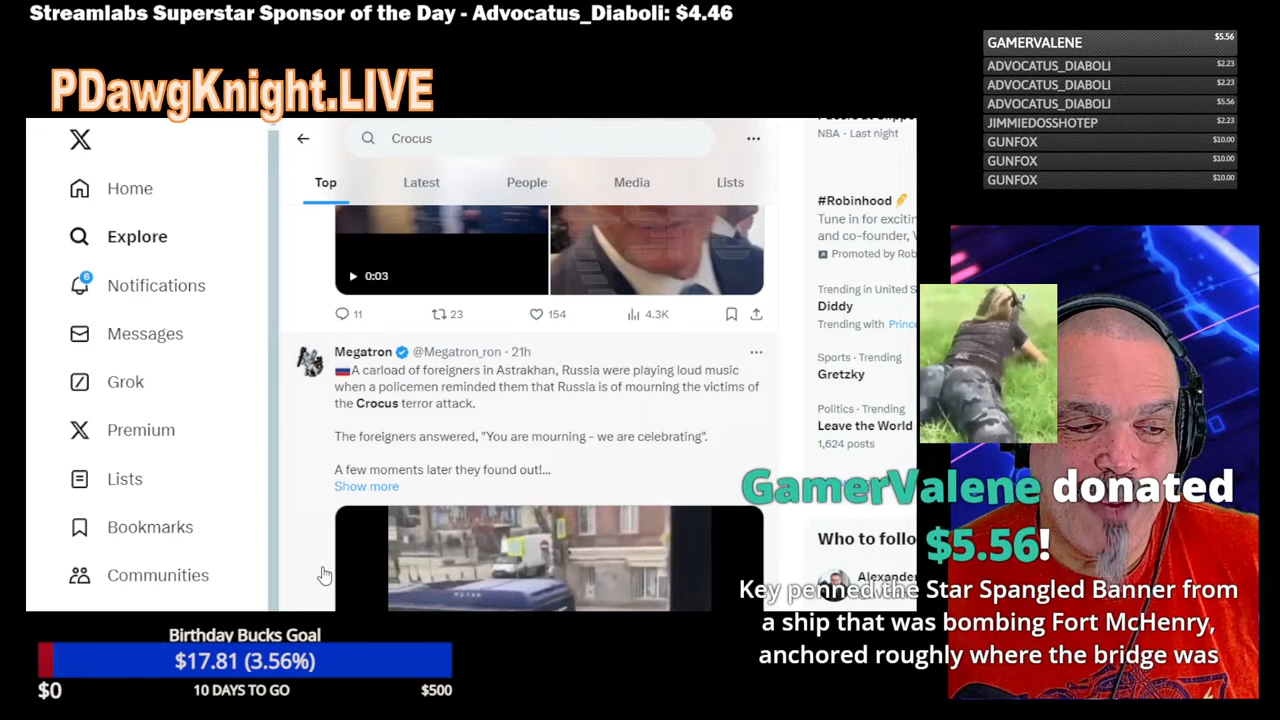 Streamlabs Superstar Sponsor of the Day - Advocatus_Diaboli: $4.46
PDawgKnight.LIVE
GAMERVALENE $5.56
ADVOCATUS_DIABOLI $2.23
ADVOCATUS_DIABOLI $2.23
ADVOCATUS_DIABOLI $5.56
JIMMIEDOSSHOTEP $2.23
GUNFOX $10.00
GUNFOX $10.00
GUNFOX $10.00
Home
Explore
6
Notifications
Messages
Grok
Premium
Lists
Bookmarks
Communities
Crocus
Top Latest People Media Lists
0:03
11 23 154 4.3K
Megatron @Megatron_ron · 21h
A carload of foreigners in Astrakhan, Russia were playing loud music
when a policemen reminded them that Russia is of mourning the victims of
the Crocus terror attack.
The foreigners answered, "You are mourning - we are celebrating".
A few moments later they found out!...
Show more
NBA · Last night
#Robinhood
Tune in for excitin
and co-founder, V
Promoted by Rob
Trending in United S
Diddy
Trending with Princ
Sports · Trending
Gretzky
Politics · Trending
Leave the World
1,624 posts
Who to follo
Alexander
GamerValene donated
$5.56!
Key penned the Star Spangled Banner from
a ship that was bombing Fort McHenry,
anchored roughly where the bridge was
Birthday Bucks Goal
$17.81 (3.56%)
$0 10 DAYS TO GO $500